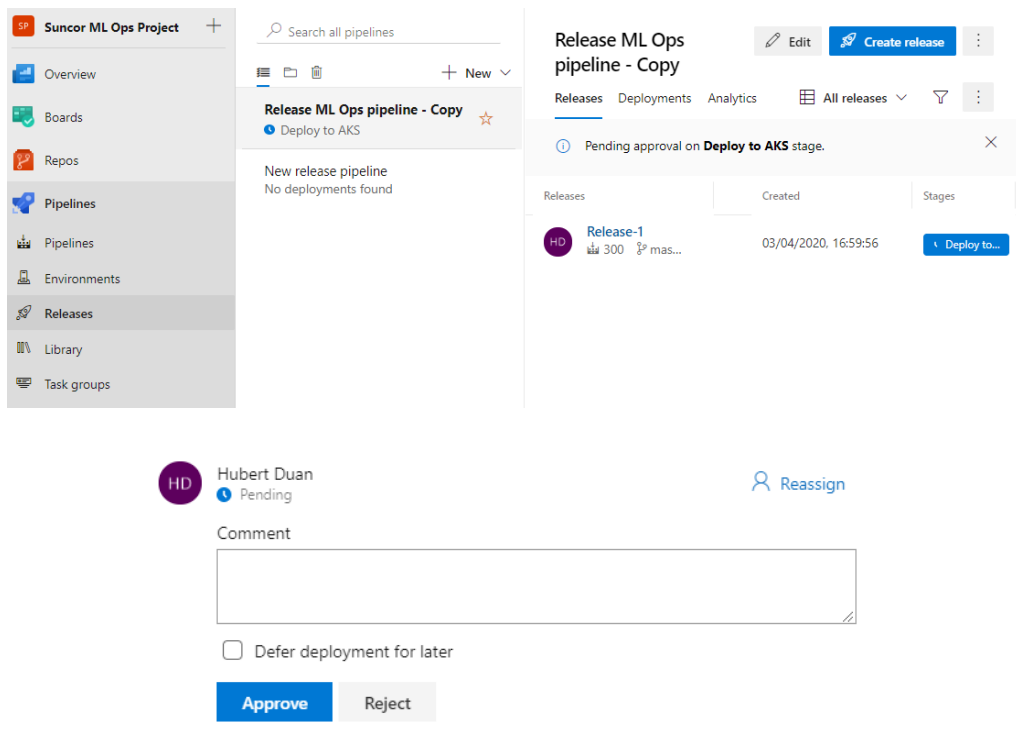 SP Suncor ML Ops Project
Overview
Boards
Repos
Pipelines
Pipelines
Environments
Releases
Library
Task groups
Search all pipelines
New
Release ML Ops pipeline - Copy
Deploy to AKS
New release pipeline
No deployments found
Release ML Ops
pipeline - Copy
Edit
Create release
Releases Deployments Analytics All releases
Pending approval on Deploy to AKS stage.
Releases Created Stages
HD Release-1 03/04/2020, 16:59:56 Deploy to...
300 mas...
HD Hubert Duan
Pending
Reassign
Comment
Defer deployment for later
Approve Reject